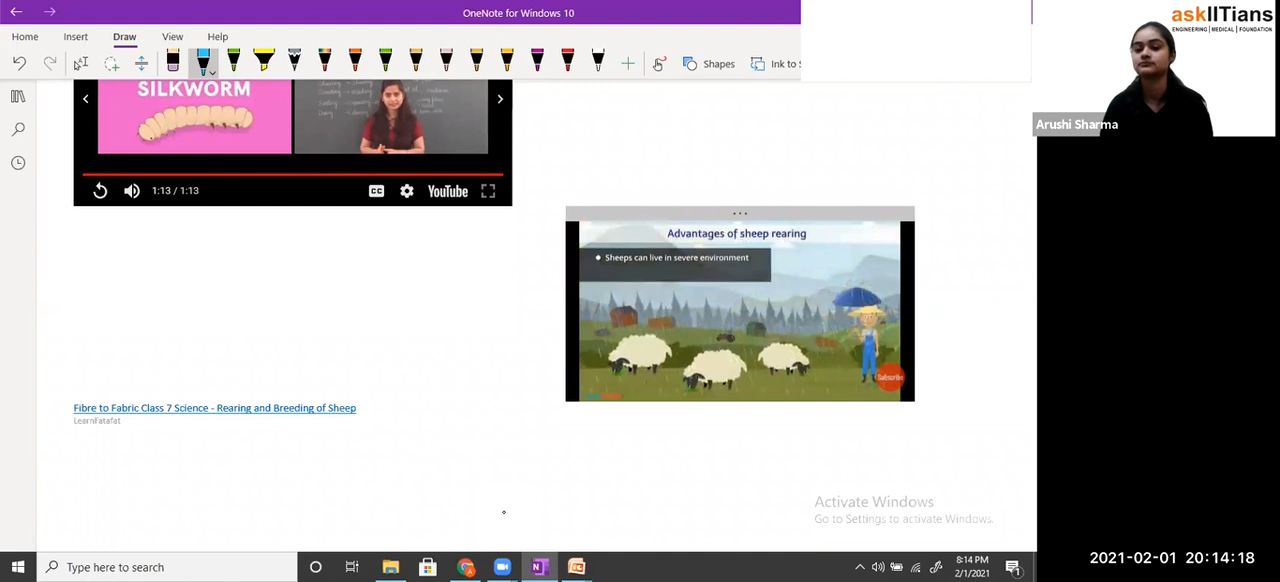 OneNote for Windows 10
askIITians
ENGINEERING | MEDICAL | FOUNDATION
Home Insert Draw View Help
Shapes
Ink to S
Arushi Sharma
SILKWORM
1:13 / 1:13
CC
YouTube
Advantages of sheep rearing
Sheeps can live in severe environment
Subscribe
Fibre to Fabric Class 7 Science - Rearing and Breeding of Sheep
LearnFatafat
Activate Windows
Go to Settings to activate Windows.
Type here to search
8:14 PM
2/1/2021
1
2021-02-01 20:14:18